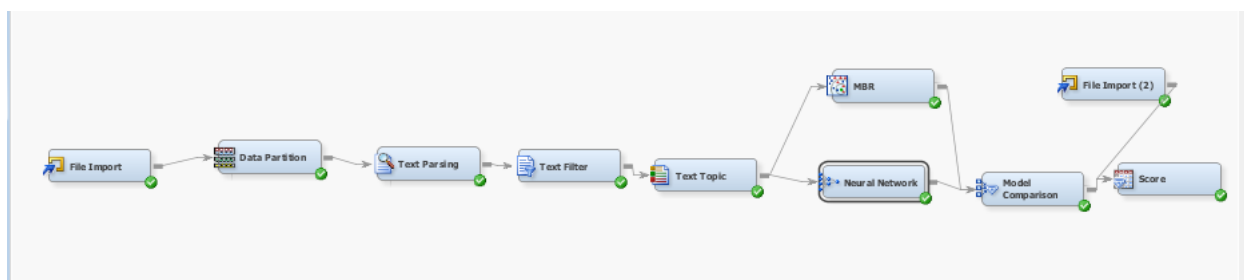 File Import
Data Partition
Text Parsing
Text Filter
Text Topic
MBR
Neural Network
Model
Comparison
File Import (2)
Score